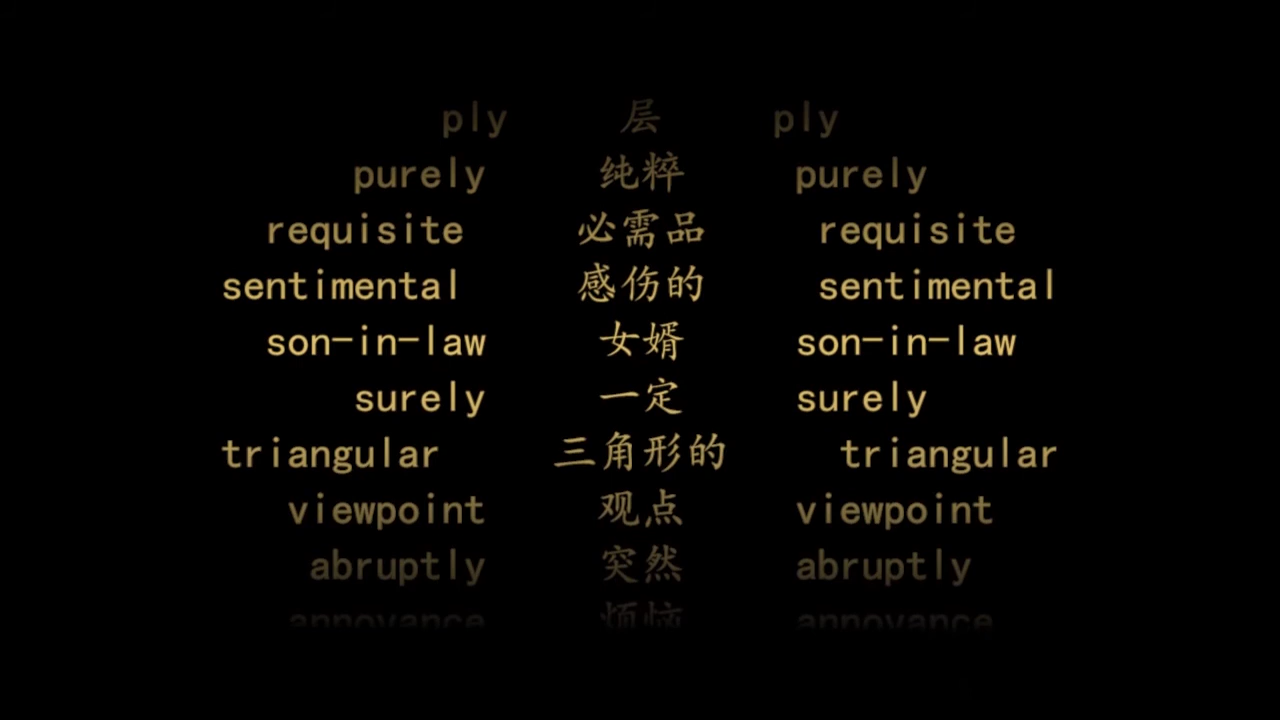 ply 层 ply
purely 纯粹 purely
requisite 必需品 requisite
sentimental 感伤的 sentimental
son-in-law 女婿 son-in-law
surely 一定 surely
triangular 三角形的 triangular
viewpoint 观点 viewpoint
abruptly 突然 abruptly
annoyance 烦恼 annoyance